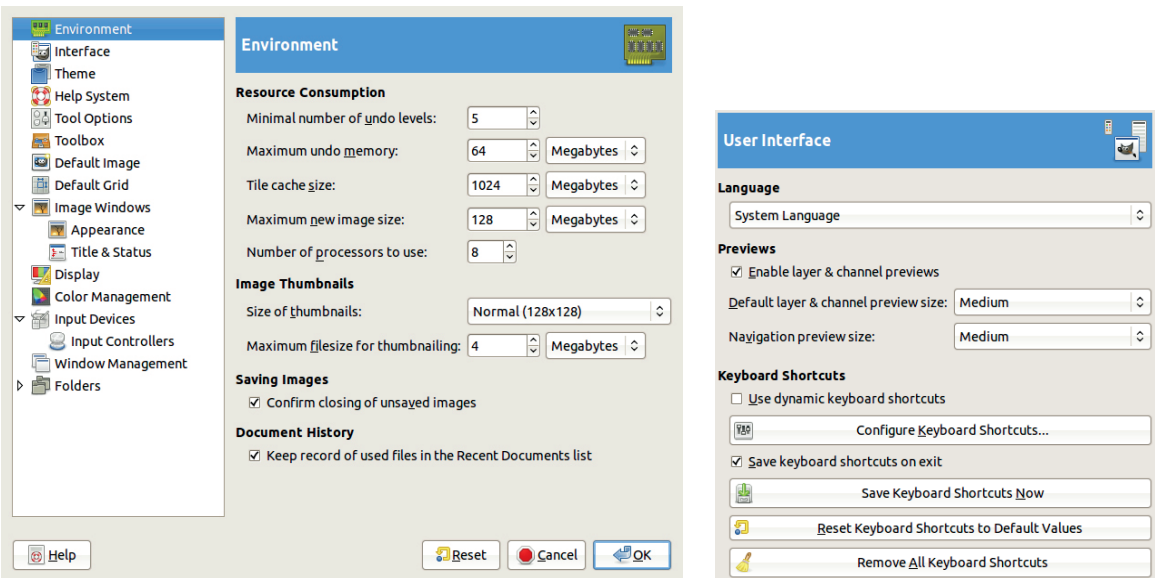 Environment
Interface
Theme
Help System
Tool Options
Toolbox
Default Image
Default Grid
Image Windows
Appearance
Title & Status
Display
Color Management
Input Devices
Input Controllers
Window Management
Folders
Environment
Resource Consumption
Minimal number of undo levels: 5
Maximum undo memory: 64 Megabytes
Tile cache size: 1024 Megabytes
Maximum new image size: 128 Megabytes
Number of processors to use: 8
Image Thumbnails
Size of thumbnails: Normal (128x128)
Maximum filesize for thumbnailing: 4 Megabytes
Saving Images
Confirm closing of unsaved images
Document History
Keep record of used files in the Recent Documents list
Help Reset Cancel OK
User Interface
Language
System Language
Previews
Enable layer & channel previews
Default layer & channel preview size: Medium
Navigation preview size: Medium
Keyboard Shortcuts
Use dynamic keyboard shortcuts
Configure Keyboard Shortcuts...
Save keyboard shortcuts on exit
Save Keyboard Shortcuts Now
Reset Keyboard Shortcuts to Default Values
Remove All Keyboard Shortcuts